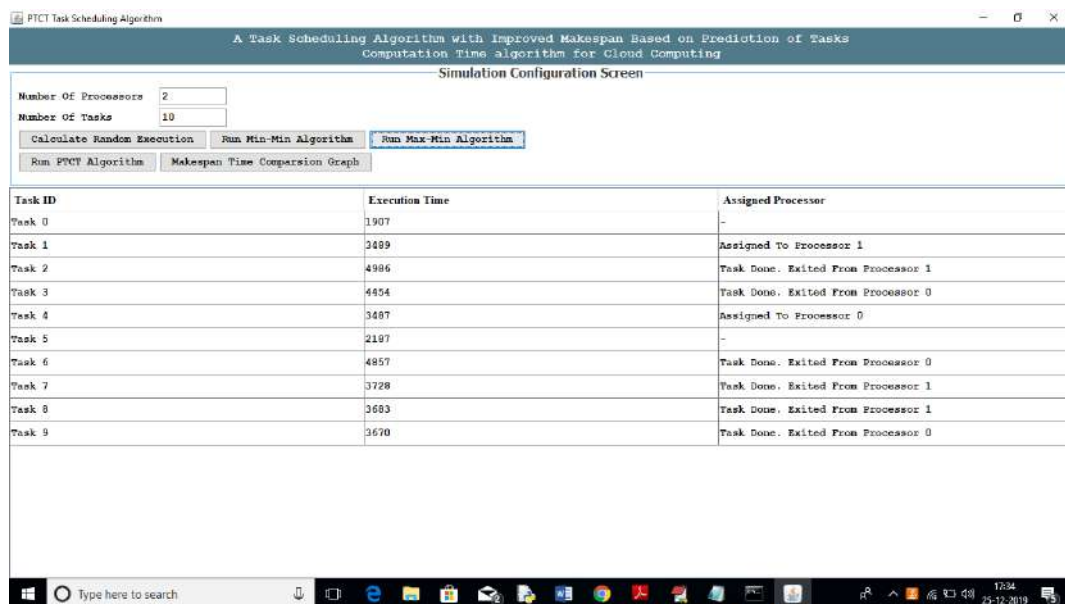 PTCT Task Scheduling Algorithm
A Task Scheduling Algorithm with Improved Makespan Based on Prediction of Tasks
Computation Time algorithm for Cloud Computing
Simulation Configuration Screen
Number Of Processors 2
Number Of Tasks 10
Calculate Random Execution Run Min-Min Algorithm Run Max-Min Algorithm
Run PTCT Algorithm Makespan Time Comparsion Graph
Task ID Execution Time Assigned Processor
Task 0 1907 -
Task 1 3489 Assigned To Processor 1
Task 2 4986 Task Done. Exited From Processor 1
Task 3 4454 Task Done. Exited From Processor 0
Task 4 3487 Assigned To Processor 0
Task 5 2187 -
Task 6 4857 Task Done. Exited From Processor 0
Task 7 3728 Task Done. Exited From Processor 1
Task 8 3683 Task Done. Exited From Processor 1
Task 9 3670 Task Done. Exited From Processor 0
Type here to search
17:34
25-12-2019